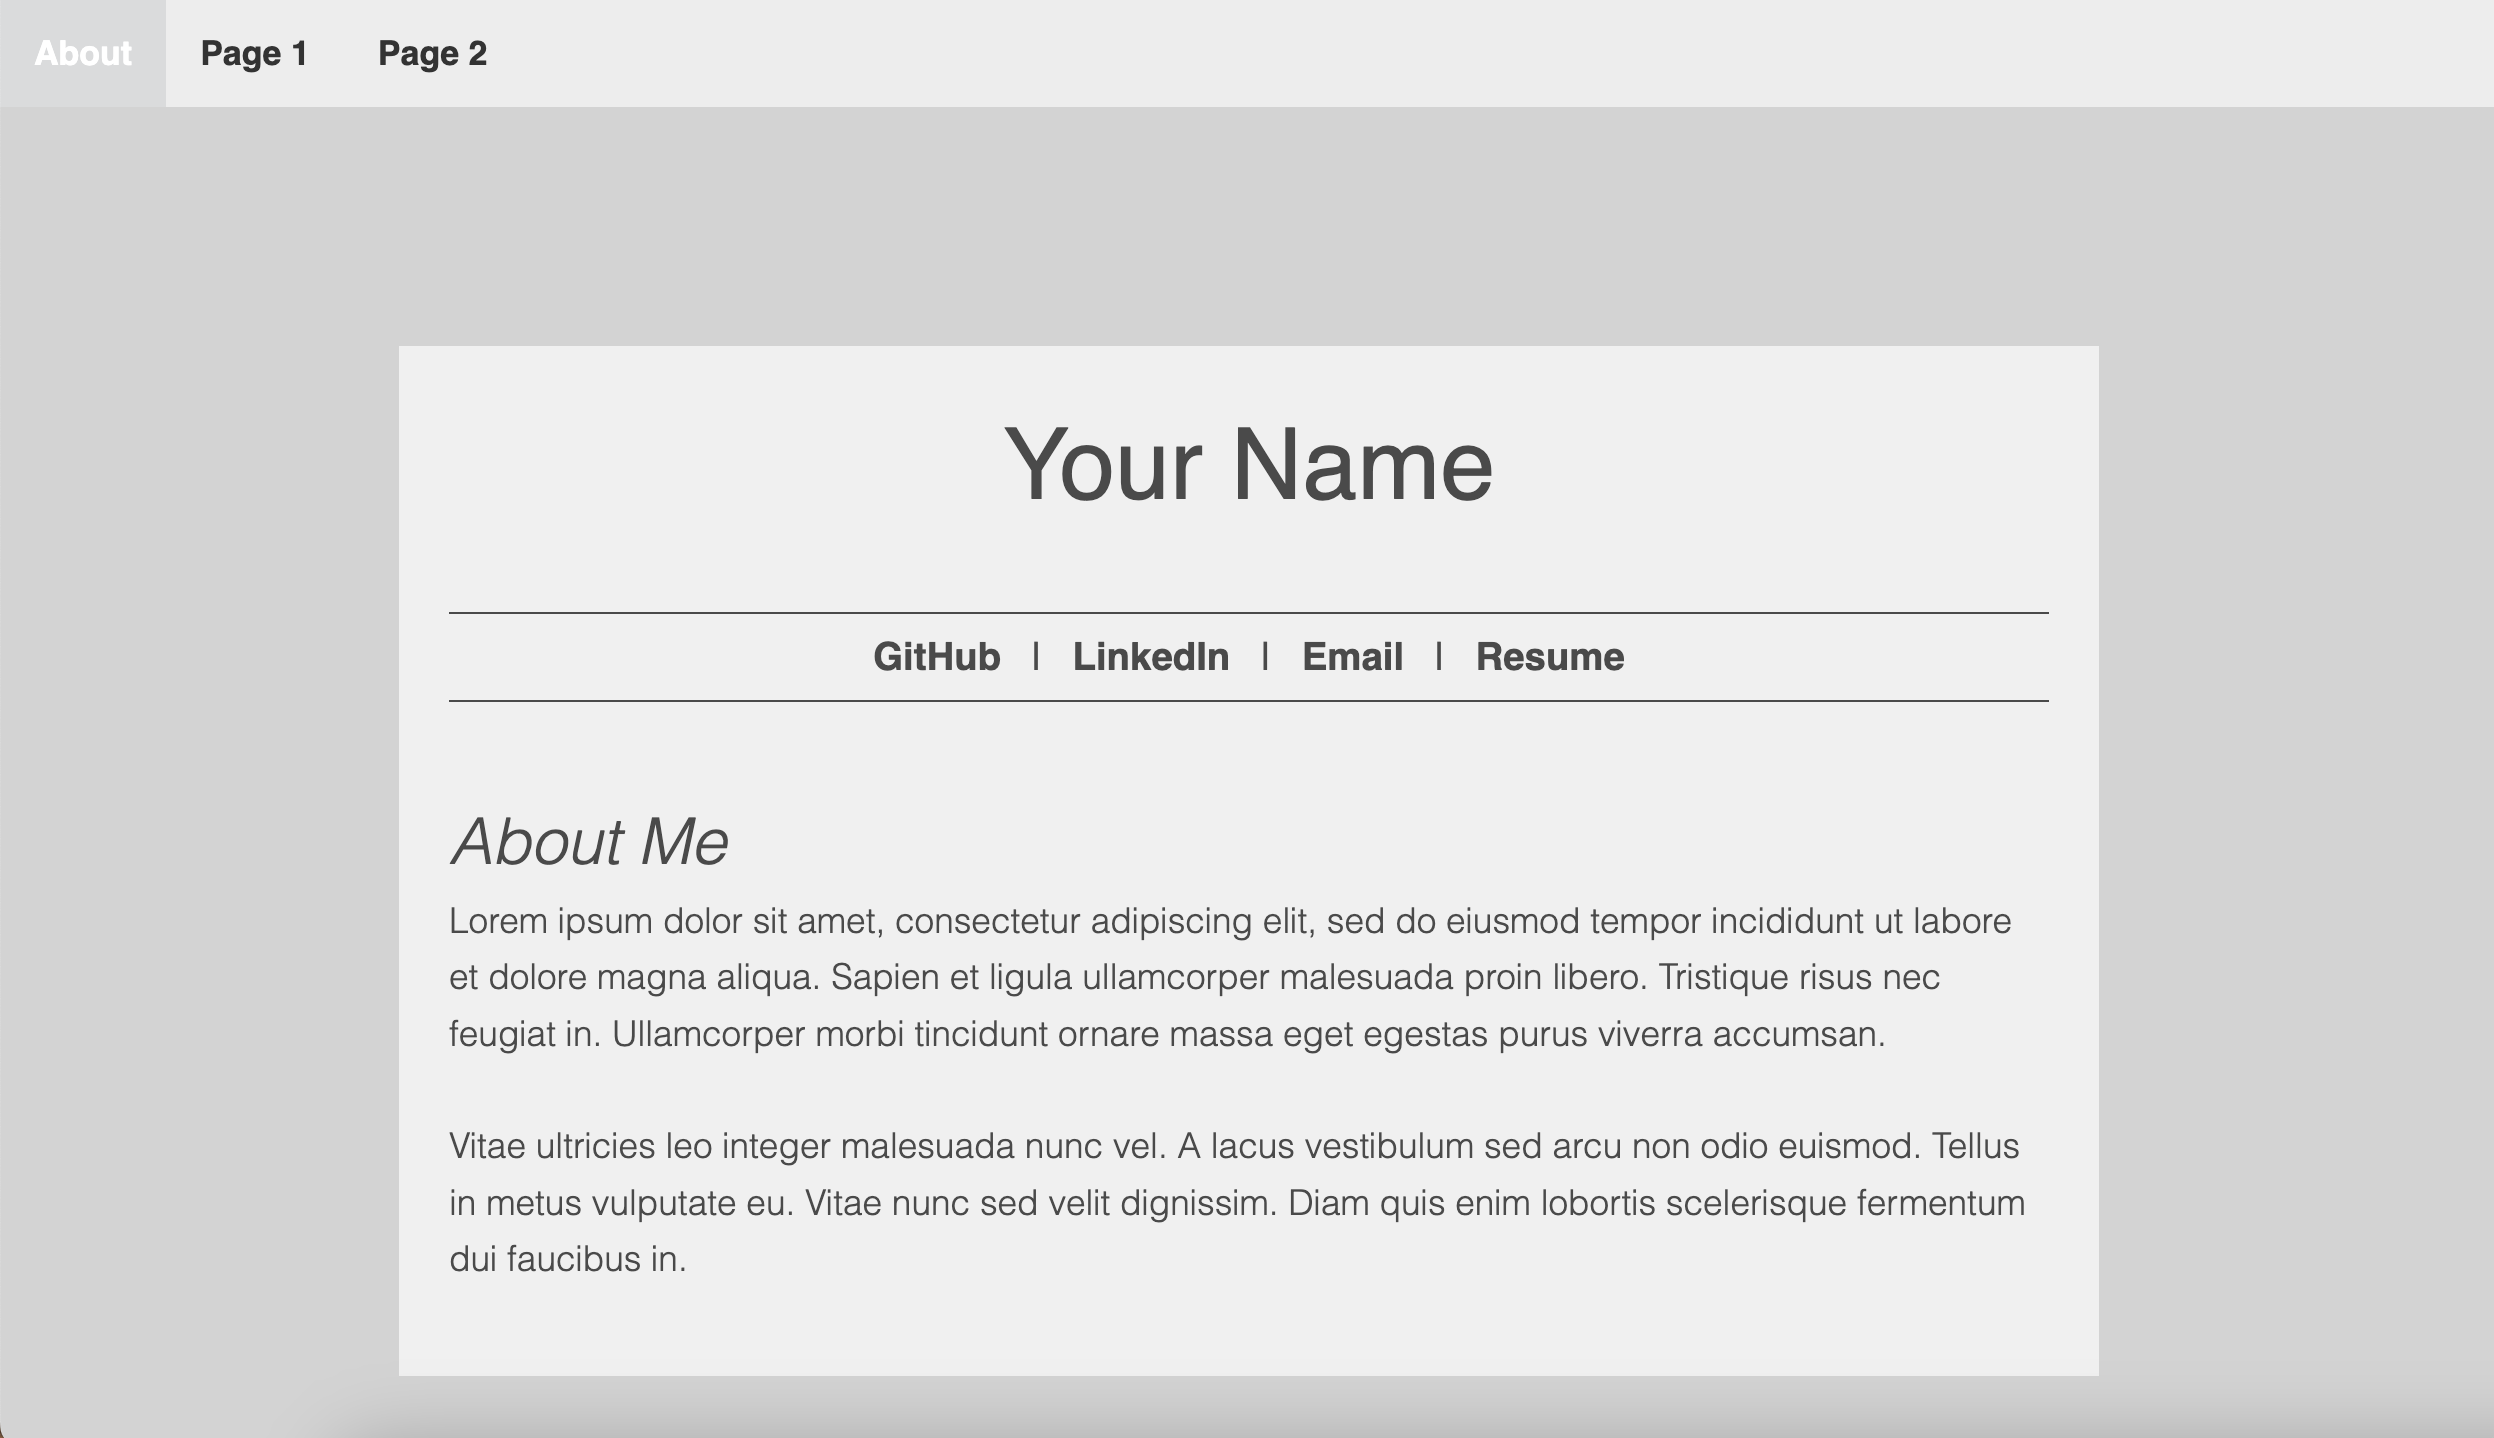 About Page 1 Page 2
Your Name
GitHub | LinkedIn | Email | Resume
About Me
Lorem ipsum dolor sit amet, consectetur adipiscing elit, sed do eiusmod tempor incididunt ut labore
et dolore magna aliqua. Sapien et ligula ullamcorper malesuada proin libero. Tristique risus nec
feugiat in. Ullamcorper morbi tincidunt ornare massa eget egestas purus viverra accumsan.
Vitae ultricies leo integer malesuada nunc vel. A lacus vestibulum sed arcu non odio euismod. Tellus
in metus vulputate eu. Vitae nunc sed velit dignissim. Diam quis enim lobortis scelerisque fermentum
dui faucibus in.